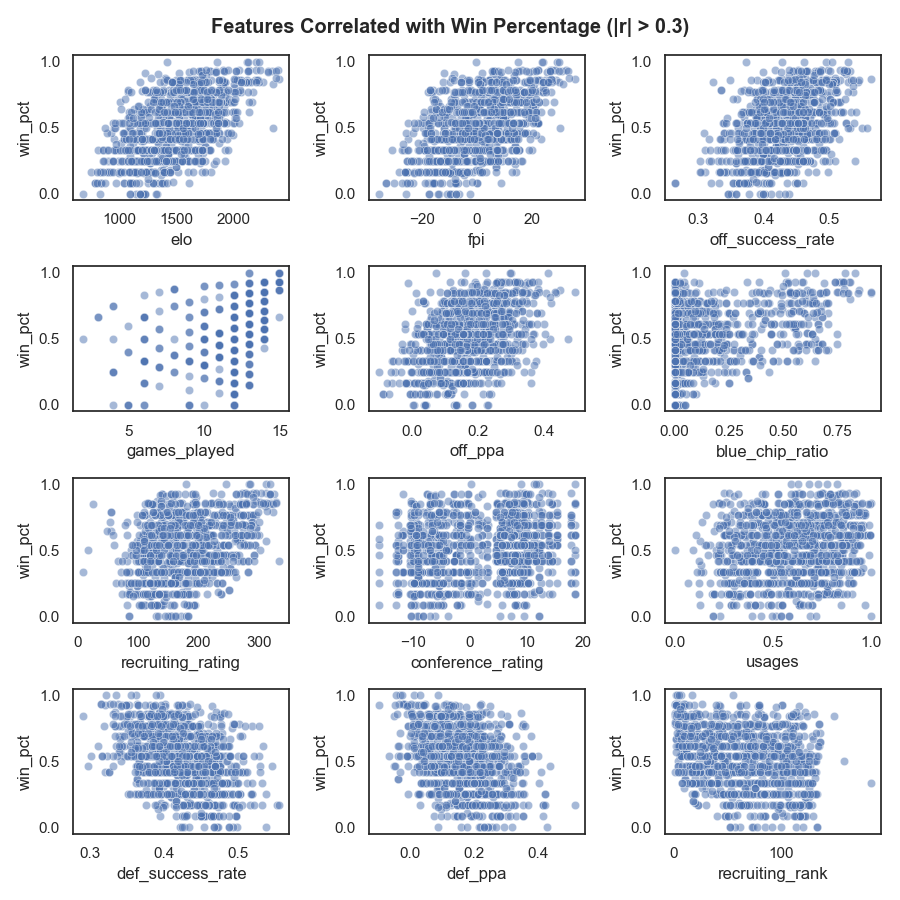 Features Correlated with Win Percentage (|r| > 0.3)
win_pct
1.0
0.5
0.0
1000 1500 2000
elo
win_pct
1.0
0.5
0.0
−20 0 20
fpi
win_pct
1.0
0.5
0.0
0.3 0.4 0.5
off_success_rate
win_pct
1.0
0.5
0.0
5 10 15
games_played
win_pct
1.0
0.5
0.0
0.0 0.2 0.4
off_ppa
win_pct
1.0
0.5
0.0
0.00 0.25 0.50 0.75
blue_chip_ratio
win_pct
1.0
0.5
0.0
0 100 200 300
recruiting_rating
win_pct
1.0
0.5
0.0
−10 0 10 20
conference_rating
win_pct
1.0
0.5
0.0
0.0 0.5 1.0
usages
win_pct
1.0
0.5
0.0
0.3 0.4 0.5
def_success_rate
win_pct
1.0
0.5
0.0
0.0 0.2 0.4
def_ppa
win_pct
1.0
0.5
0.0
0 100
recruiting_rank